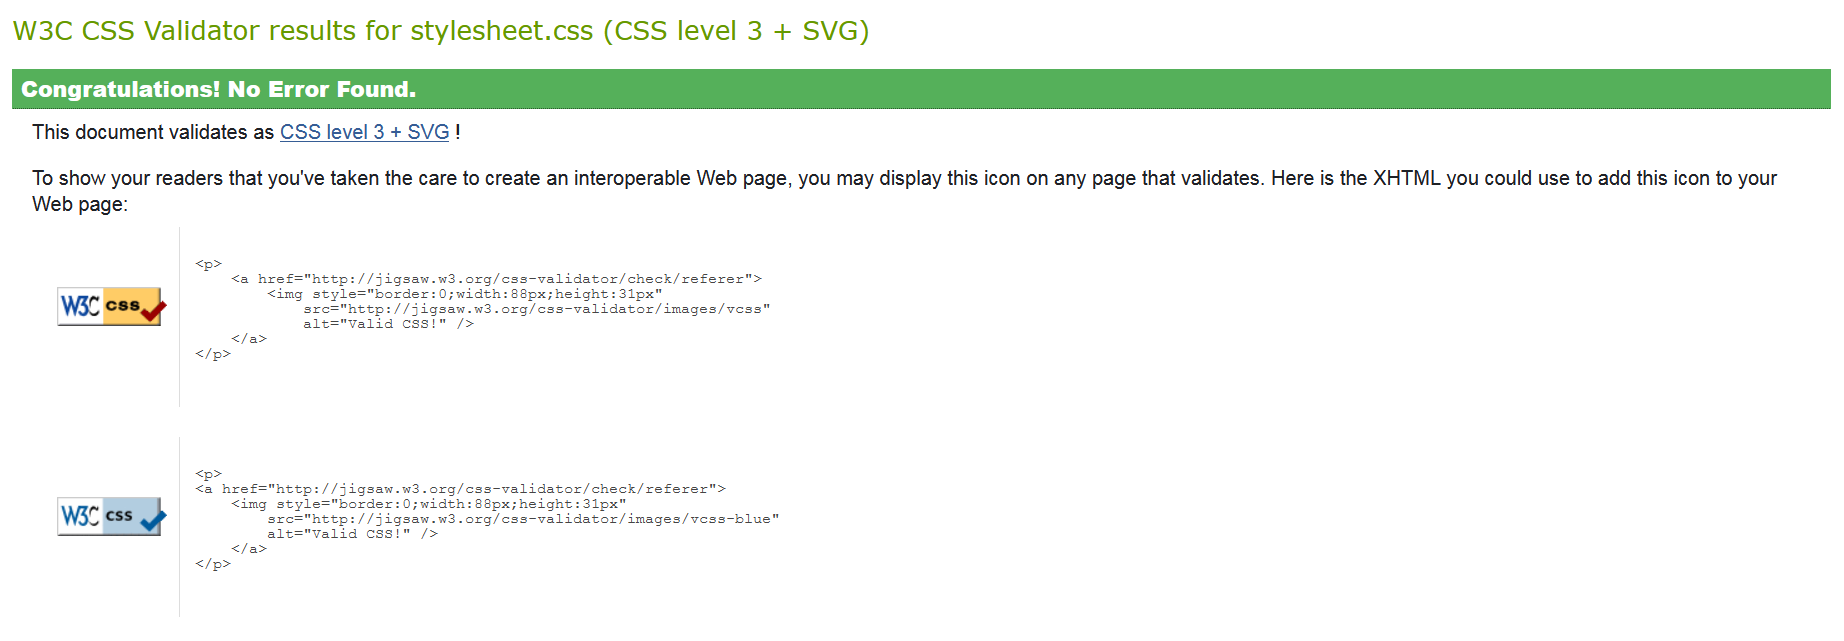 W3C CSS Validator results for stylesheet.css (CSS level 3 + SVG)
Congratulations! No Error Found.
This document validates as CSS level 3 + SVG !
To show your readers that you've taken the care to create an interoperable Web page, you may display this icon on any page that validates. Here is the XHTML you could use to add this icon to your
Web page:
<p>
    <a href="http://jigsaw.w3.org/css-validator/check/referer">
W3C css
        <img style="border:0;width:88px;height:31px"
            src="http://jigsaw.w3.org/css-validator/images/vcss"
            alt="Valid CSS!" />
    </a>
</p>
<p>
<a href="http://jigsaw.w3.org/css-validator/check/referer">
W3C css
    <img style="border:0;width:88px;height:31px"
        src="http://jigsaw.w3.org/css-validator/images/vcss-blue"
        alt="Valid CSS!" />
    </a>
</p>